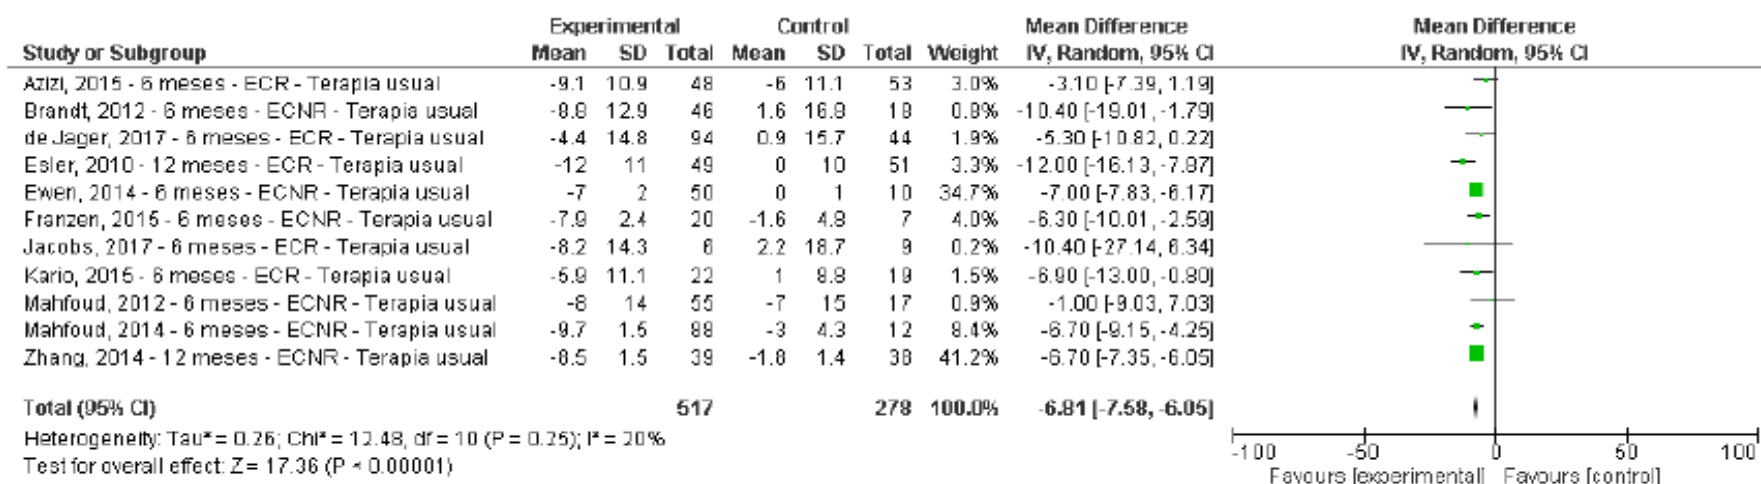 Experimental Control Mean Difference Mean Difference
Study or Subgroup Mean SD Total Mean SD Total Weight IV, Random, 95% CI IV, Random, 95% CI
Azizi, 2015 - 6 meses - ECR - Terapia usual -9.1 10.9 48 -6 11.1 53 3.0% -3.10 [-7.39, 1.19]
Brandt, 2012 - 6 meses - ECNR - Terapia usual -8.8 12.9 46 1.6 16.8 18 0.8% -10.40 [-19.01, -1.79]
de Jager, 2017 - 6 meses - ECR - Terapia usual -4.4 14.8 94 0.9 15.7 44 1.9% -5.30 [-10.82, 0.22]
Esler, 2010 - 12 meses - ECR - Terapia usual -12 11 49 0 10 51 3.3% -12.00 [-16.13, -7.87]
Ewen, 2014 - 6 meses - ECNR - Terapia usual -7 2 50 0 1 10 34.7% -7.00 [-7.83, -6.17]
Franzen, 2015 - 6 meses - ECNR - Terapia usual -7.9 2.4 20 -1.6 4.8 7 4.0% -6.30 [-10.01, -2.59]
Jacobs, 2017 - 6 meses - ECR - Terapia usual -8.2 14.3 6 2.2 18.7 9 0.2% -10.40 [-27.14, 6.34]
Kario, 2015 - 6 meses - ECR - Terapia usual -5.9 11.1 22 1 8.8 19 1.5% -6.90 [-13.00, -0.80]
Mahfoud, 2012 - 6 meses - ECNR - Terapia usual -8 14 55 -7 15 17 0.9% -1.00 [-9.03, 7.03]
Mahfoud, 2014 - 6 meses - ECNR - Terapia usual -9.7 1.5 88 -3 4.3 12 8.4% -6.70 [-9.15, -4.25]
Zhang, 2014 - 12 meses - ECNR - Terapia usual -8.5 1.5 39 -1.8 1.4 38 41.2% -6.70 [-7.35, -6.05]
Total (95% CI) 517 278 100.0% -6.81 [-7.58, -6.05]
Heterogeneity: Tau² = 0.26; Chi² = 12.48, df = 10 (P = 0.25); I² = 20%
Test for overall effect: Z = 17.36 (P < 0.00001)
-100 -50 0 50 100
Favours [experimental] Favours [control]